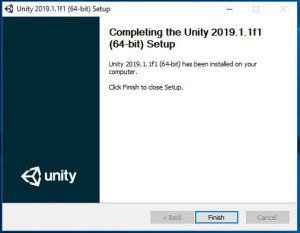 Unity 2019.1.1f1 (64-bit) Setup
Completing the Unity 2019.1.1f1
(64-bit) Setup
Unity 2019.1.1f1 (64-bit) has been installed on your
computer.
Click Finish to close Setup.
unity
< Back
Finish
Cancel